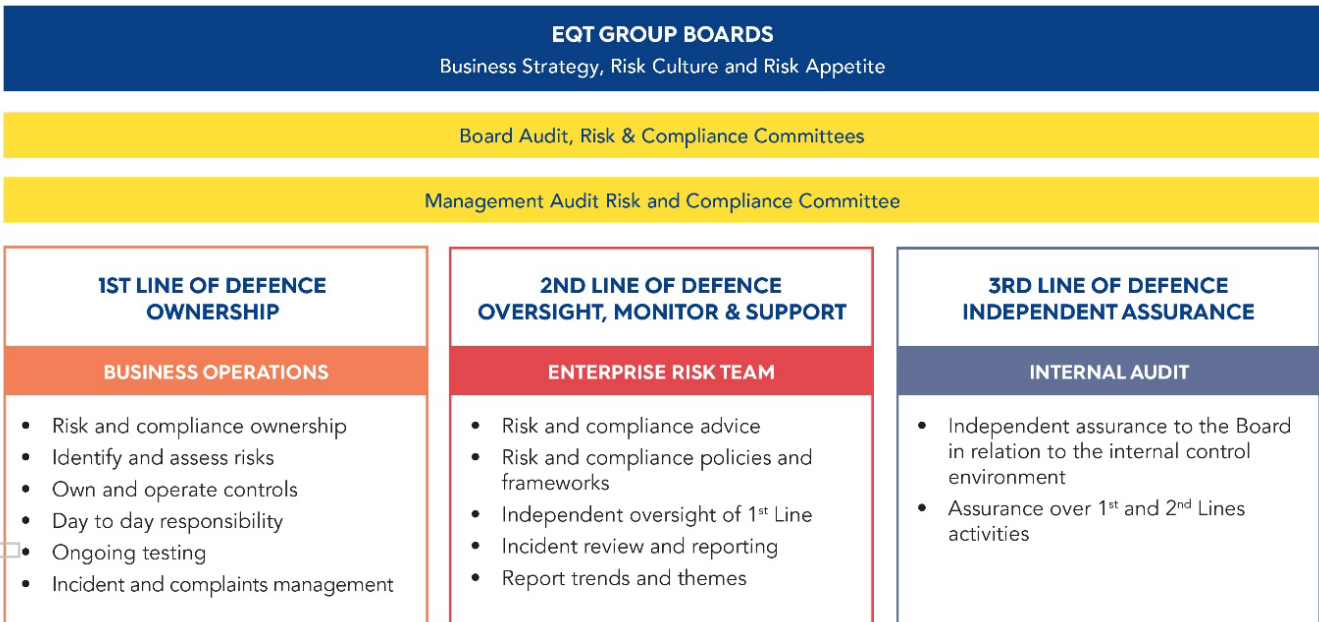 EQT GROUP BOARDS
Business Strategy, Risk Culture and Risk Appetite
Board Audit, Risk & Compliance Committees
Management Audit Risk and Compliance Committee
1ST LINE OF DEFENCE
OWNERSHIP
BUSINESS OPERATIONS
• Risk and compliance ownership
• Identify and assess risks
• Own and operate controls
• Day to day responsibility
• Ongoing testing
• Incident and complaints management
2ND LINE OF DEFENCE
OVERSIGHT, MONITOR & SUPPORT
ENTERPRISE RISK TEAM
• Risk and compliance advice
• Risk and compliance policies and
frameworks
• Independent oversight of 1st Line
• Incident review and reporting
• Report trends and themes
3RD LINE OF DEFENCE
INDEPENDENT ASSURANCE
INTERNAL AUDIT
• Independent assurance to the Board
in relation to the internal control
environment
• Assurance over 1st and 2nd Lines
activities